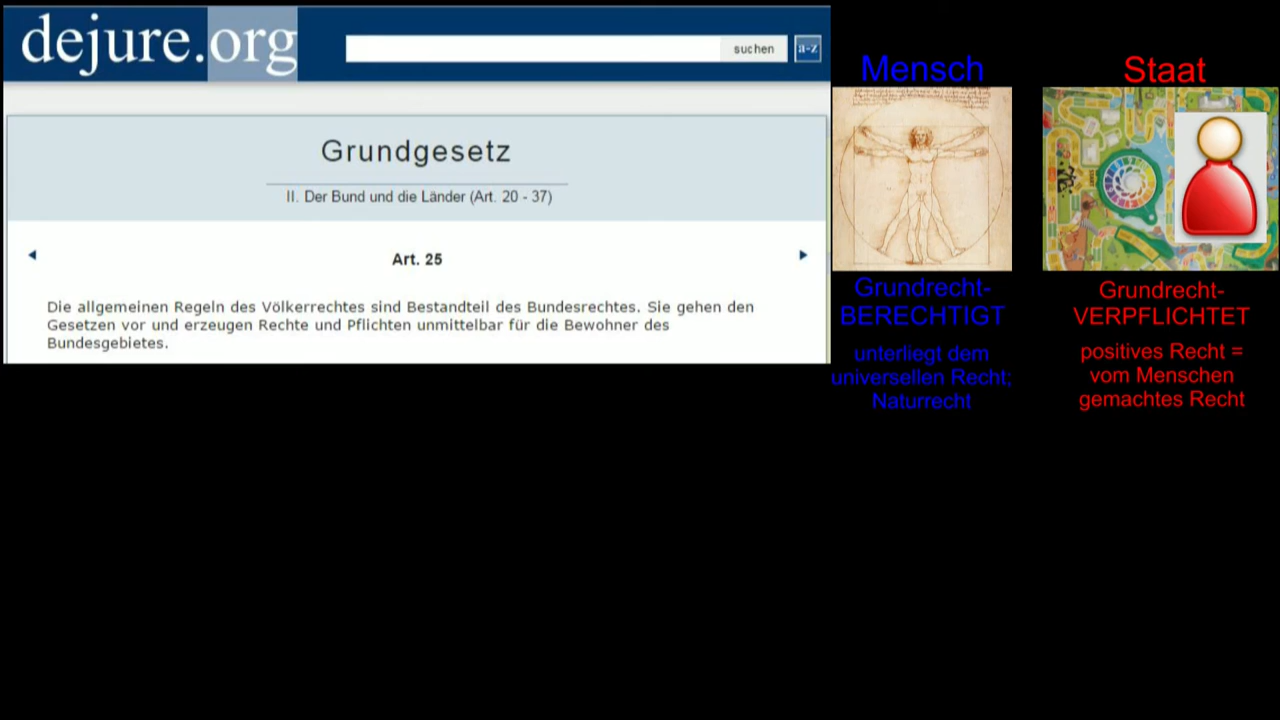 dejure.org
suchen
a-z
Grundgesetz
II. Der Bund und die Länder (Art. 20 - 37)
Art. 25
Die allgemeinen Regeln des Völkerrechtes sind Bestandteil des Bundesrechtes. Sie gehen den
Gesetzen vor und erzeugen Rechte und Pflichten unmittelbar für die Bewohner des
Bundesgebietes.
Mensch
Grundrecht-
BERECHTIGT
unterliegt dem
universellen Recht;
Naturrecht
Staat
Grundrecht-
VERPFLICHTET
positives Recht =
vom Menschen
gemachtes Recht